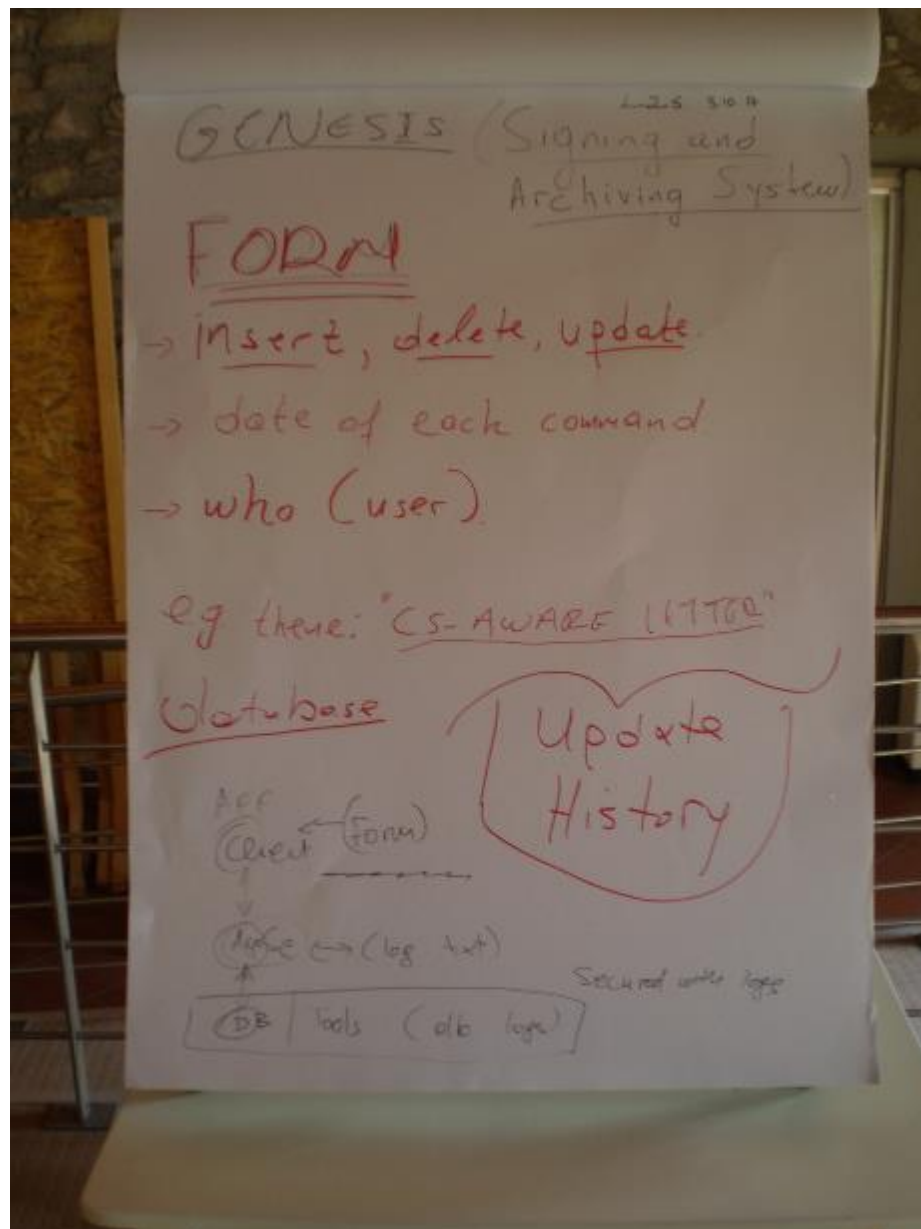 GENESIS (Signing and
Archiving System)
FORM
→ insert, delete, update
→ date of each command
→ who (user)
eg theme: "CS-AWARE LETTER"
database
Update
History
Client ← (Form)
↔ (log txt)
DB | tools (db logs)
Secured with logs